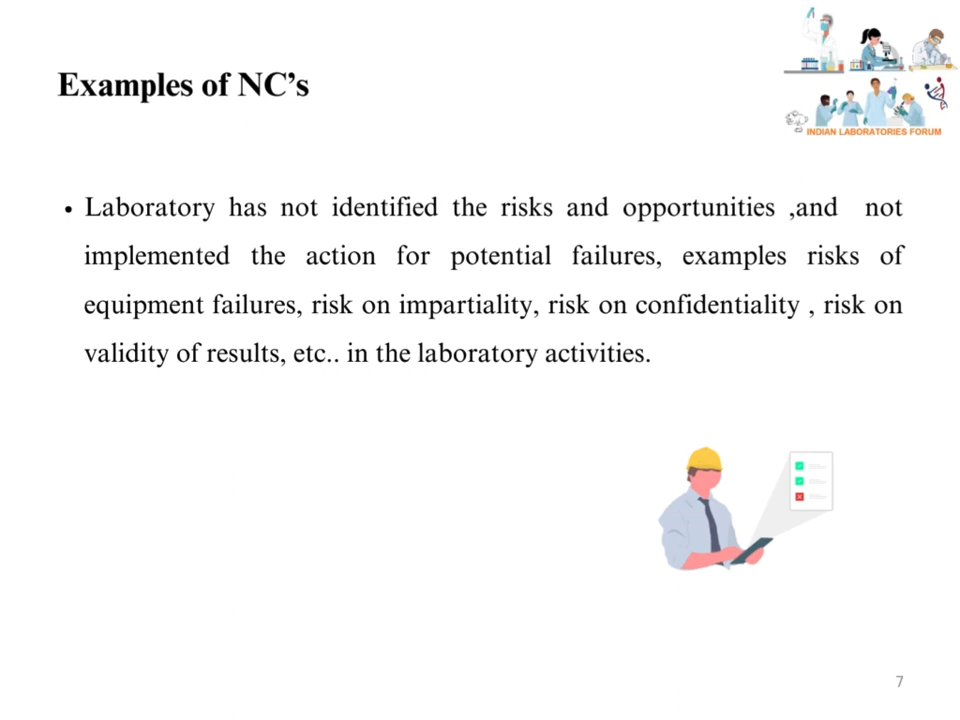 Examples of NC’s
INDIAN LABORATORIES FORUM
• Laboratory has not identified the risks and opportunities ,and not
implemented the action for potential failures, examples risks of
equipment failures, risk on impartiality, risk on confidentiality , risk on
validity of results, etc.. in the laboratory activities.
7